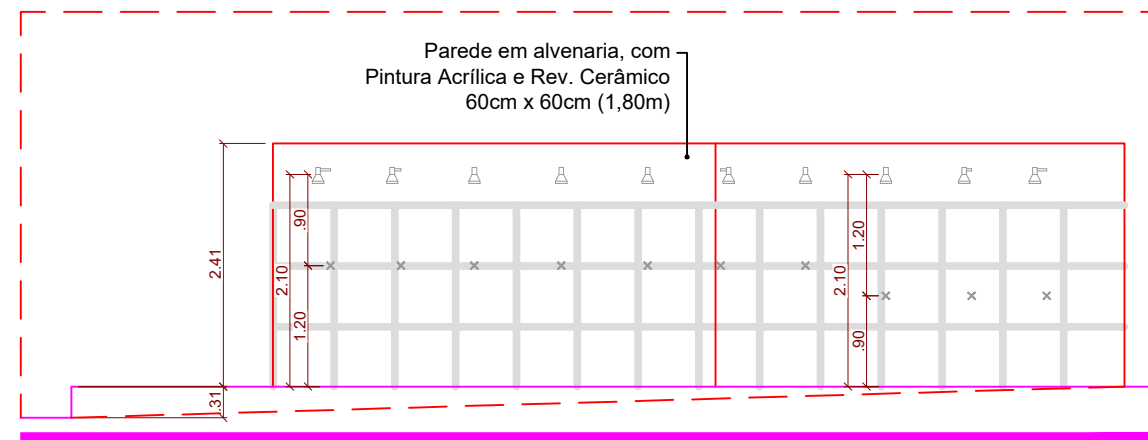 Parede em alvenaria, com
Pintura Acrílica e Rev. Cerâmico
60cm x 60cm (1,80m)
2.41
2.10
.90
1.20
2.10
1.20
.90
.31